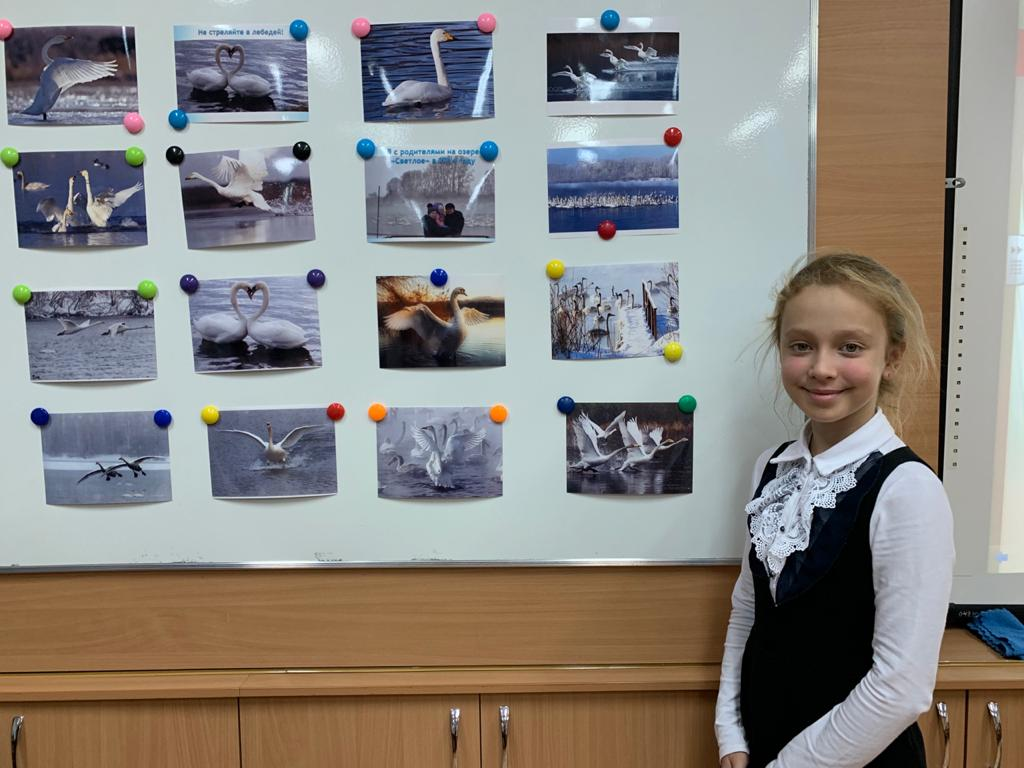 Не стреляйте в лебедей!
с родителями на озере
«Светлое» в